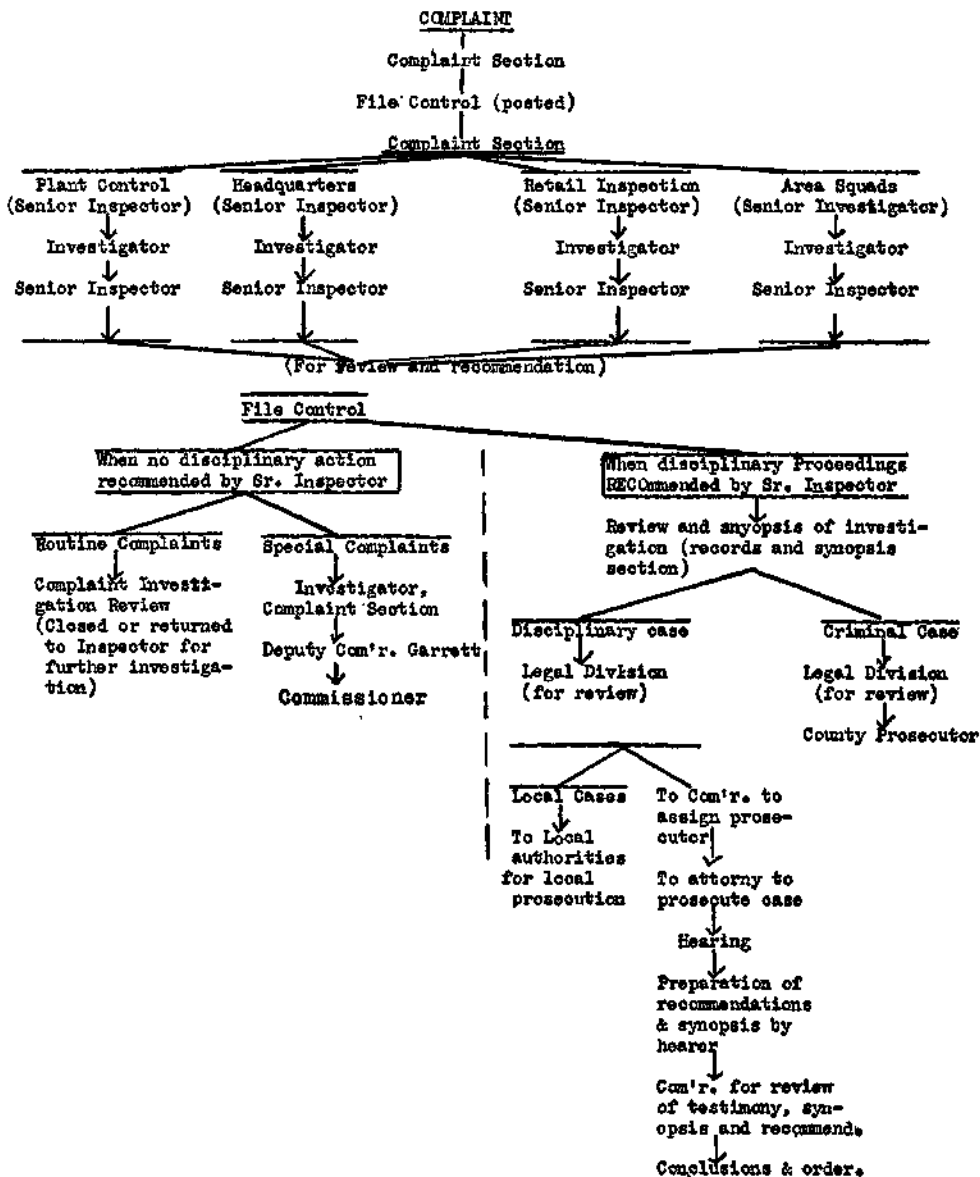 COMPLAINT
Complaint Section
File Control (posted)
Complaint Section
Plant Control
(Senior Inspector)
Investigator
Senior Inspector
Headquarters
(Senior Inspector)
Investigator
Senior Inspector
Retail Inspection
(Senior Inspector)
Investigator
Senior Inspector
Area Squads
(Senior Investigator)
Investigator
Senior Inspector
(For review and recommendation)
File Control
When no disciplinary action
recommended by Sr. Inspector
Routine Complaints
Complaint Investi-
gation Review
(Closed or returned
to Inspector for
further investiga-
tion)
Special Complaints
Investigator,
Complaint Section
Deputy Com'r. Garrett
Commissioner
When disciplinary Proceedings
RECOmmended by Sr. Inspector
Review and snyopsis of investi-
gation (records and synopsis
section)
Disciplinary case
Legal Division
(for review)
Criminal Case
Legal Division
(for review)
County Prosecutor
Local Cases
To Local
authorities
for local
prosecution
To Com'r. to
assign prose-
cutor
To attorny to
prosecute case
Hearing
Preparation of
recommendations
& synopsis by
hearer
Com'r. for review
of testimony, syn-
opsis and recommend.
Conclusions & order.